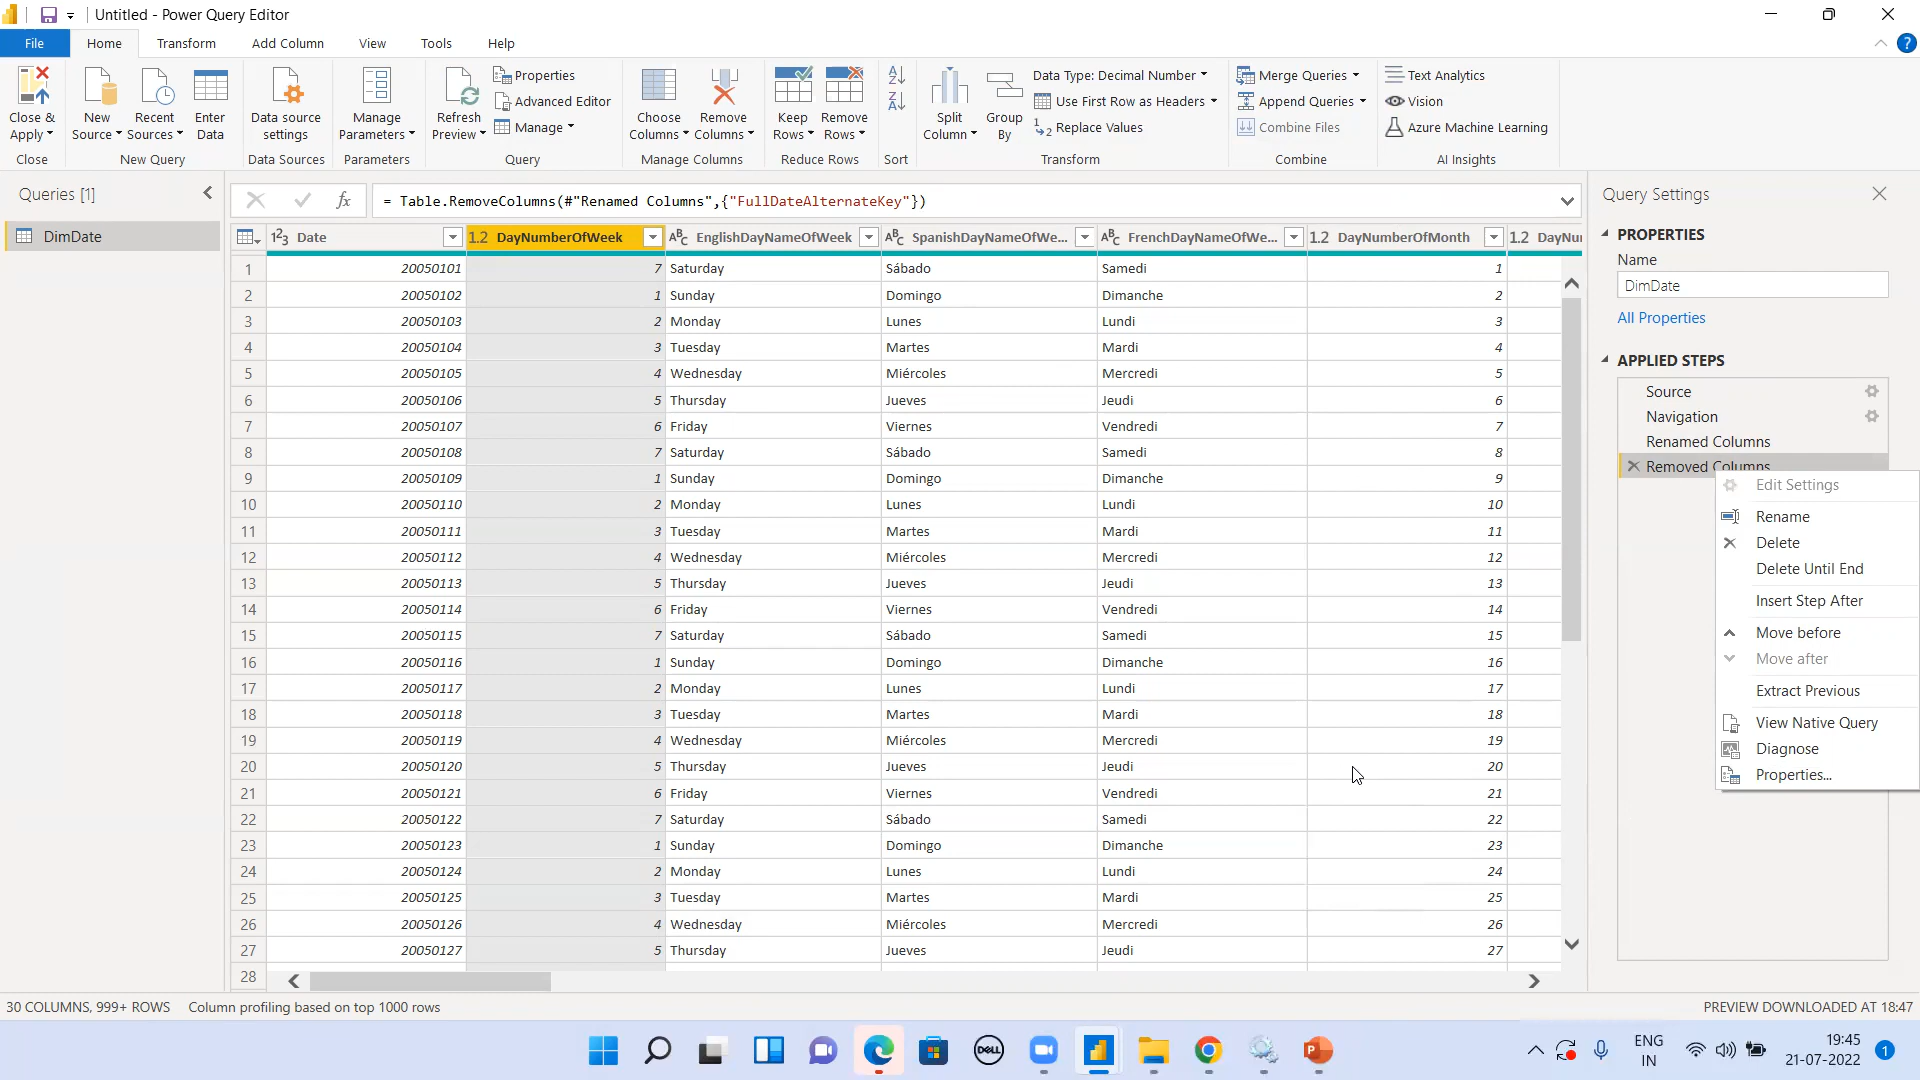 Untitled - Power Query Editor
File Home Transform Add Column View Tools Help
Close & Apply
Close
New Source
Recent Sources
Enter Data
New Query
Data source settings
Data Sources
Manage Parameters
Parameters
Refresh Preview
Properties
Advanced Editor
Manage
Query
Choose Columns
Remove Columns
Manage Columns
Keep Rows
Remove Rows
Reduce Rows
A Z
Z A
Sort
Split Column
Group By
Data Type: Decimal Number
Use First Row as Headers
1 2 Replace Values
Transform
Merge Queries
Append Queries
Combine Files
Combine
Text Analytics
Vision
Azure Machine Learning
AI Insights
Queries [1]
DimDate
fx = Table.RemoveColumns(#"Renamed Columns",{"FullDateAlternateKey"})
123 Date 1.2 DayNumberOfWeek ABC EnglishDayNameOfWeek ABC SpanishDayNameOfWe... ABC FrenchDayNameOfWe... 1.2 DayNumberOfMonth 1.2 DayNu
1 20050101 7 Saturday Sábado Samedi 1
2 20050102 1 Sunday Domingo Dimanche 2
3 20050103 2 Monday Lunes Lundi 3
4 20050104 3 Tuesday Martes Mardi 4
5 20050105 4 Wednesday Miércoles Mercredi 5
6 20050106 5 Thursday Jueves Jeudi 6
7 20050107 6 Friday Viernes Vendredi 7
8 20050108 7 Saturday Sábado Samedi 8
9 20050109 1 Sunday Domingo Dimanche 9
10 20050110 2 Monday Lunes Lundi 10
11 20050111 3 Tuesday Martes Mardi 11
12 20050112 4 Wednesday Miércoles Mercredi 12
13 20050113 5 Thursday Jueves Jeudi 13
14 20050114 6 Friday Viernes Vendredi 14
15 20050115 7 Saturday Sábado Samedi 15
16 20050116 1 Sunday Domingo Dimanche 16
17 20050117 2 Monday Lunes Lundi 17
18 20050118 3 Tuesday Martes Mardi 18
19 20050119 4 Wednesday Miércoles Mercredi 19
20 20050120 5 Thursday Jueves Jeudi 20
21 20050121 6 Friday Viernes Vendredi 21
22 20050122 7 Saturday Sábado Samedi 22
23 20050123 1 Sunday Domingo Dimanche 23
24 20050124 2 Monday Lunes Lundi 24
25 20050125 3 Tuesday Martes Mardi 25
26 20050126 4 Wednesday Miércoles Mercredi 26
27 20050127 5 Thursday Jueves Jeudi 27
28
Query Settings
PROPERTIES
Name
DimDate
All Properties
APPLIED STEPS
Source
Navigation
Renamed Columns
Removed Columns
Edit Settings
Rename
Delete
Delete Until End
Insert Step After
Move before
Move after
Extract Previous
View Native Query
Diagnose
Properties...
30 COLUMNS, 999+ ROWS Column profiling based on top 1000 rows
PREVIEW DOWNLOADED AT 18:47
DELL
P
ENG
IN
19:45
21-07-2022
1